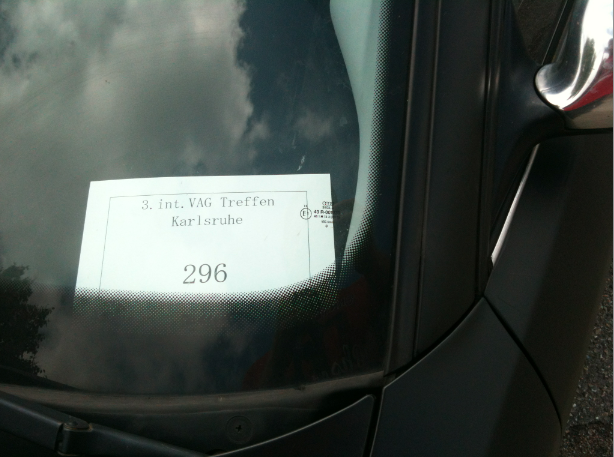 3. int. VAG Treffen
Karlsruhe
296